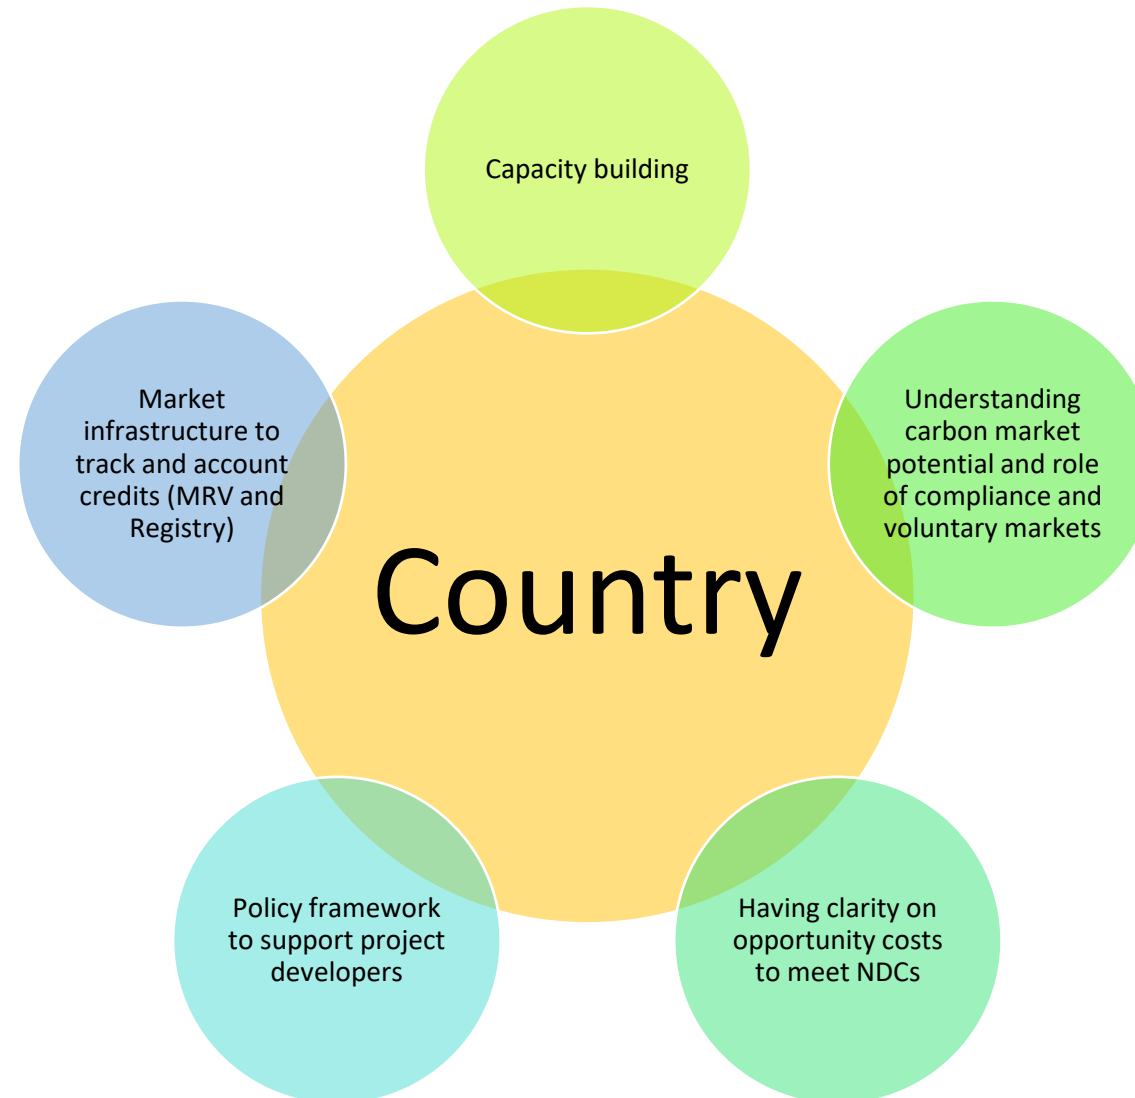 Capacity building
Understanding
carbon market
potential and role
of compliance and
voluntary markets
Having clarity on
opportunity costs
to meet NDCs
Policy framework
to support project
developers
Market
infrastructure to
track and account
credits (MRV and
Registry)
Country